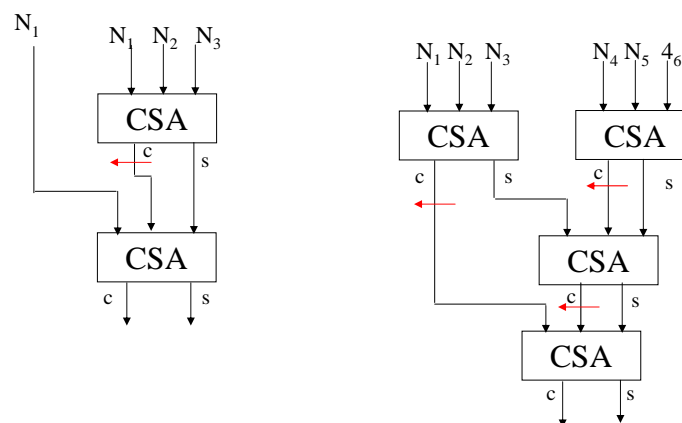 N₁
N₁ N₂ N₃
CSA
c s
CSA
c s
N₁ N₂ N₃ N₄ N₅ 4₆
CSA CSA
c s c s
CSA
c s
CSA
c s